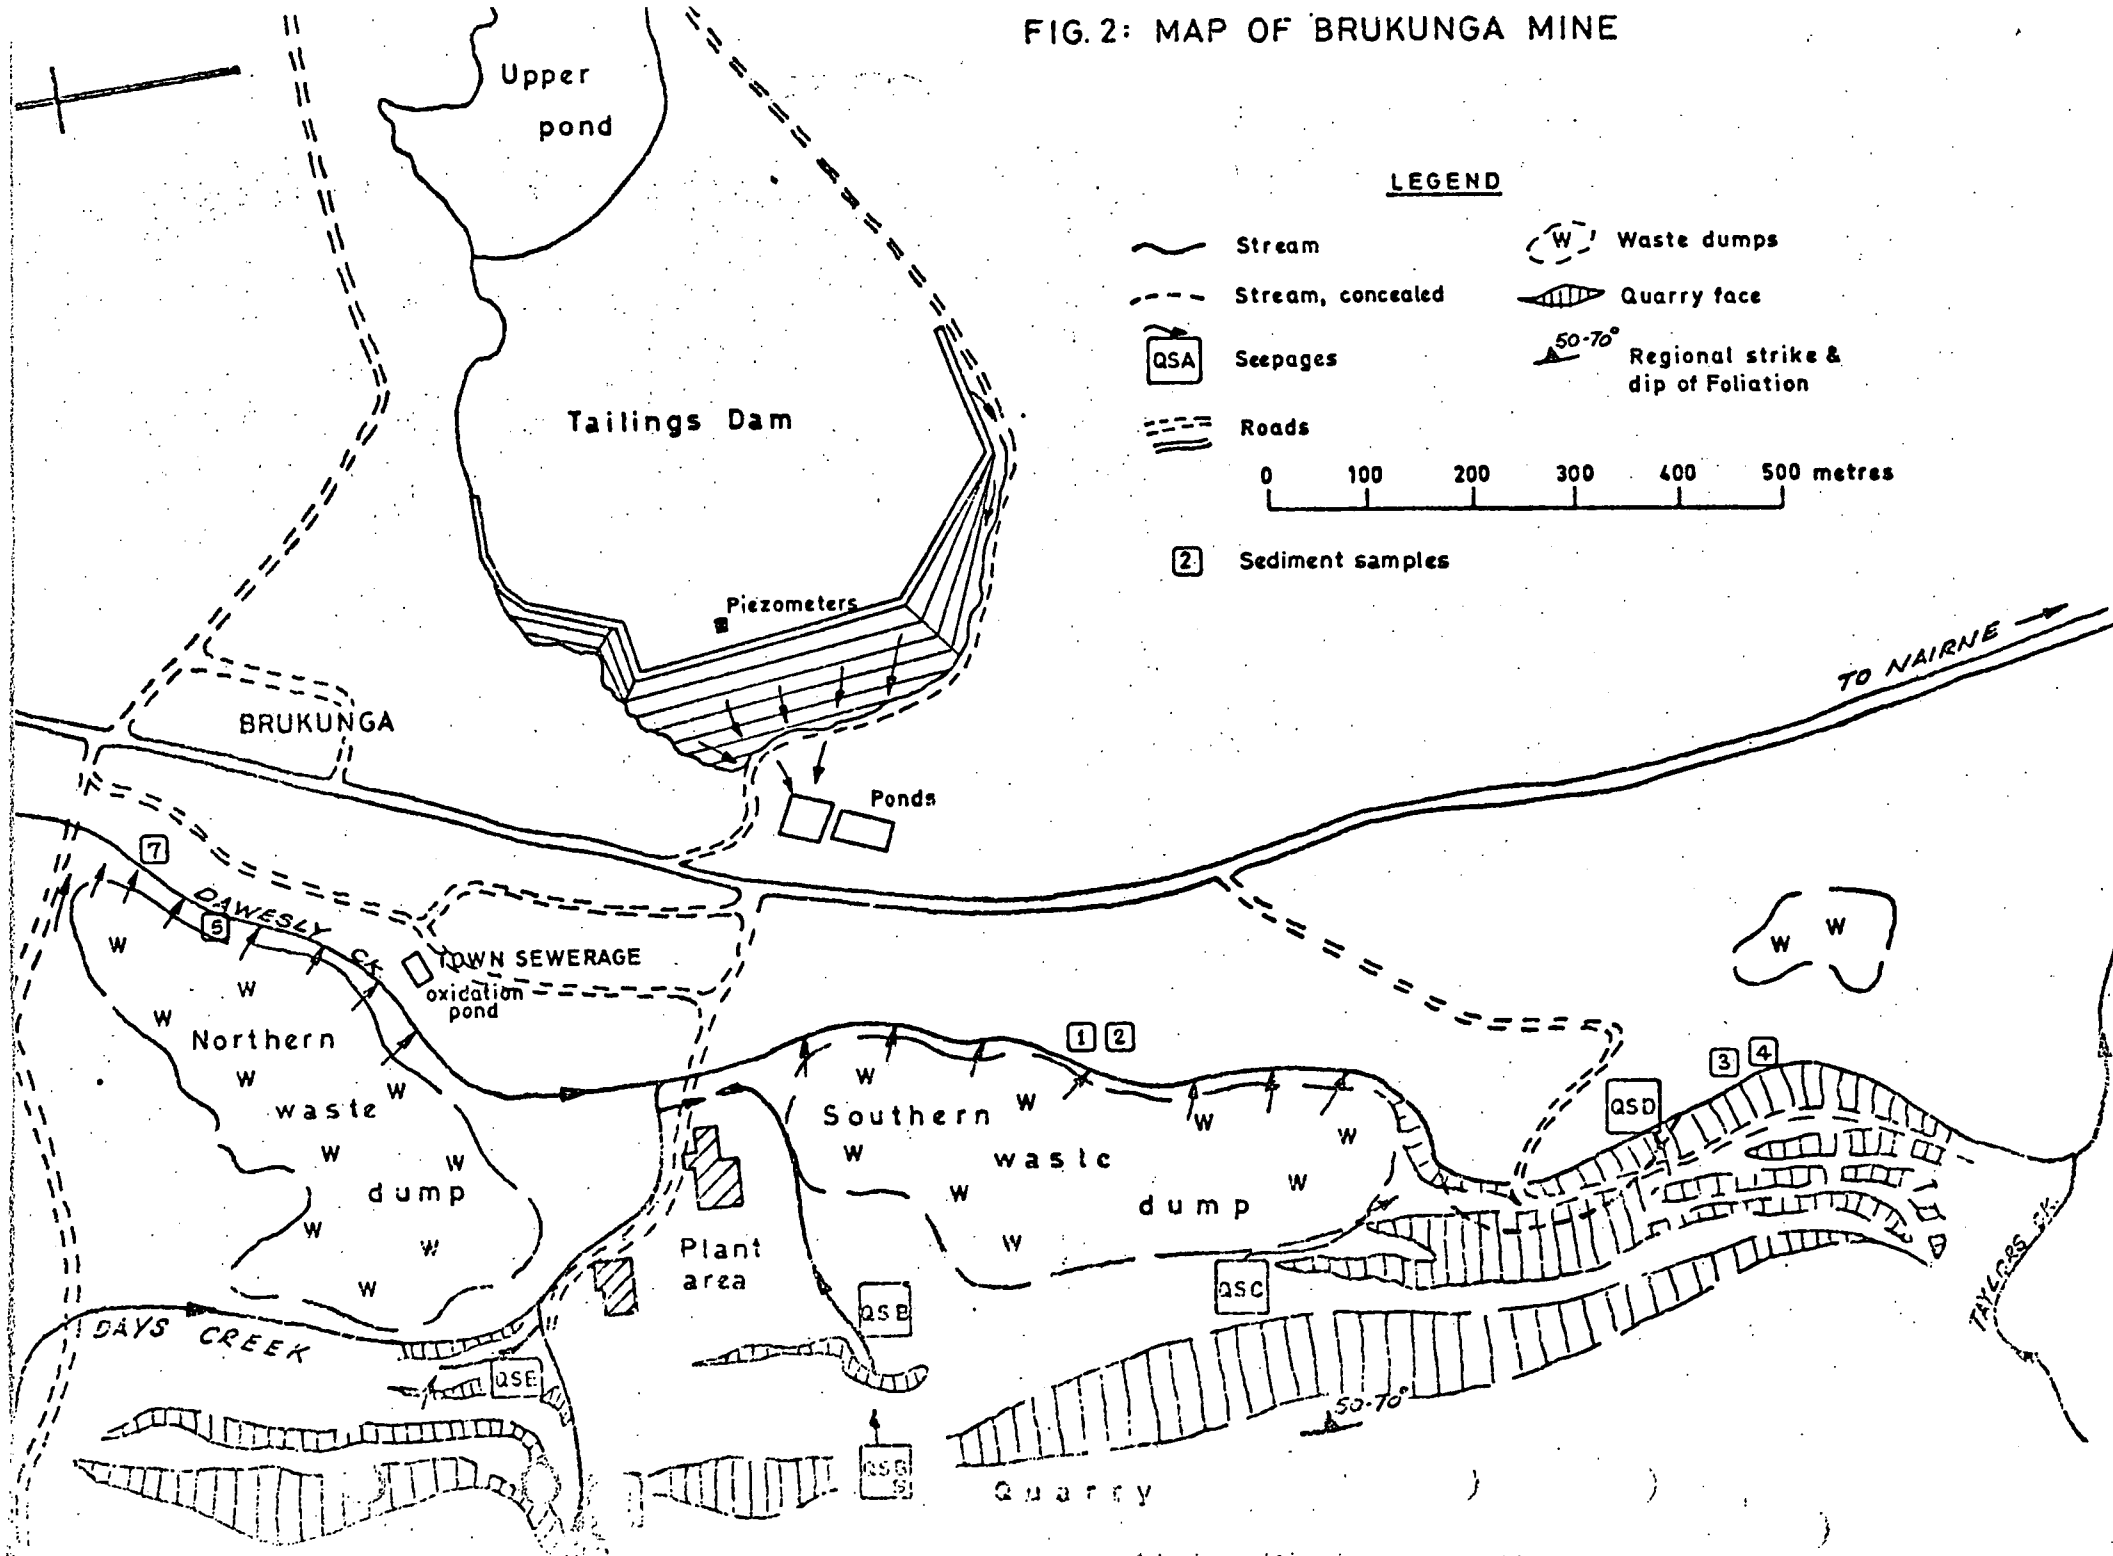 FIG. 2: MAP OF BRUKUNGA MINE
Upper
pond
LEGEND
Stream
W Waste dumps
Stream, concealed
Quarry face
QSA Seepages
50-70° Regional strike &
dip of Foliation
Roads
0 100 200 300 400 500 metres
2 Sediment samples
Tailings Dam
Piezometers
TO NAIRNE
BRUKUNGA
Ponds
7
DAWESLY CK.
5
TOWN SEWERAGE
oxidation
pond
W W
W
W
W
Northern
W
W
waste
W
W
dump
W
W
W
1 2
W
Southern
W
W
W
waste
W
W
W
dump
W
3 4
QSD
W W
Plant
area
QSB
QSC
DAYS CREEK
QSE
TAYLORS CK.
50-70°
Quarry